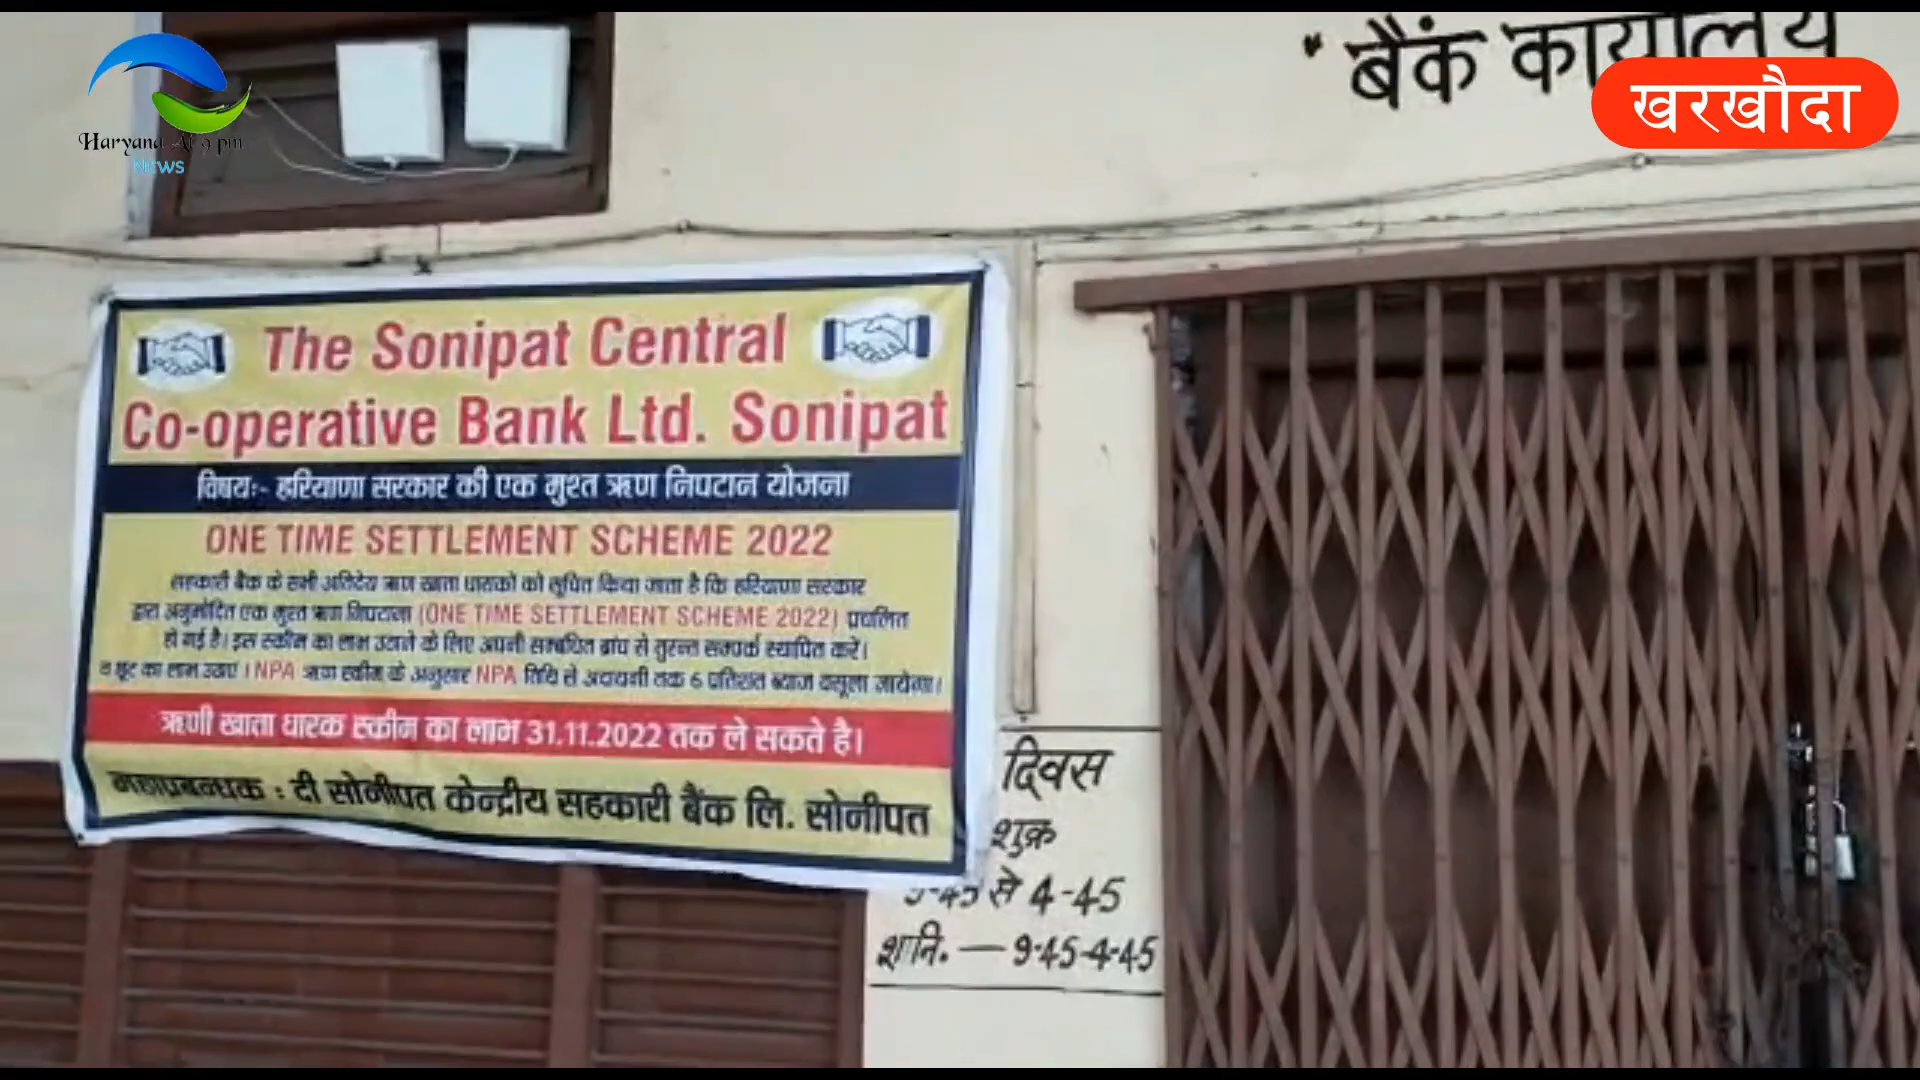 Haryana At 9 pm
NEWS
"बैंक कार्यालय
खरखौदा
The Sonipat Central
Co-operative Bank Ltd. Sonipat
विषयः- हरियाणा सरकार की एक मुश्त ऋण निपटान योजना
ONE TIME SETTLEMENT SCHEME 2022
सहकारी बैंक के सभी अतिदेय ऋण खाता धारकों को सूचित किया जाता है कि हरियाणा सरकार
द्वारा अनुमोदित एक मुश्त ऋण निपटान (ONE TIME SETTLEMENT SCHEME 2022) प्रचलित
हो गई है। इस स्कीम का लाभ उठाने के लिए अपनी सम्बंधित ब्रांच से तुरन्त सम्पर्क स्थापित करें।
व छूट का लाभ उठाएं। NPA ऋण स्कीम के अनुसार NPA तिथि से अदायगी तक 6 प्रतिशत ब्याज वसूला जायेगा।
ऋणी खाता धारक स्कीम का लाभ 31.11.2022 तक ले सकते है।
महाप्रबन्धक : दी सोनीपत केन्द्रीय सहकारी बैंक लि. सोनीपत
दिवस
शुक्र
से 4-45
शनि. — 9-45-4-45